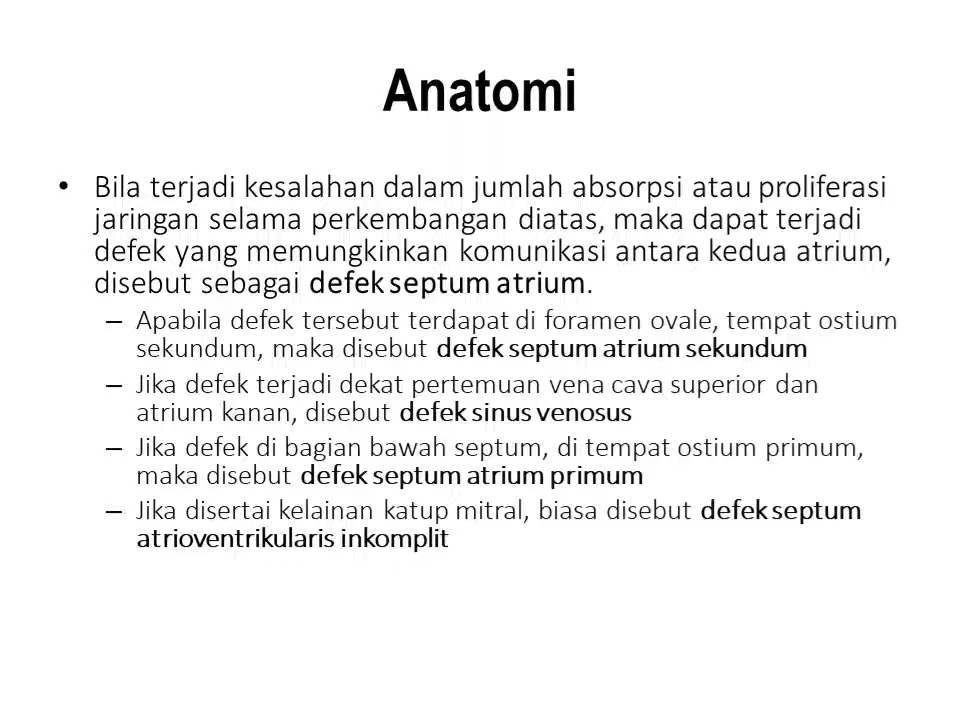 Anatomi
• Bila terjadi kesalahan dalam jumlah absorpsi atau proliferasi
jaringan selama perkembangan diatas, maka dapat terjadi
defek yang memungkinkan komunikasi antara kedua atrium,
disebut sebagai defek septum atrium.
– Apabila defek tersebut terdapat di foramen ovale, tempat ostium
sekundum, maka disebut defek septum atrium sekundum
– Jika defek terjadi dekat pertemuan vena cava superior dan
atrium kanan, disebut defek sinus venosus
– Jika defek di bagian bawah septum, di tempat ostium primum,
maka disebut defek septum atrium primum
– Jika disertai kelainan katup mitral, biasa disebut defek septum
atrioventrikularis inkomplit